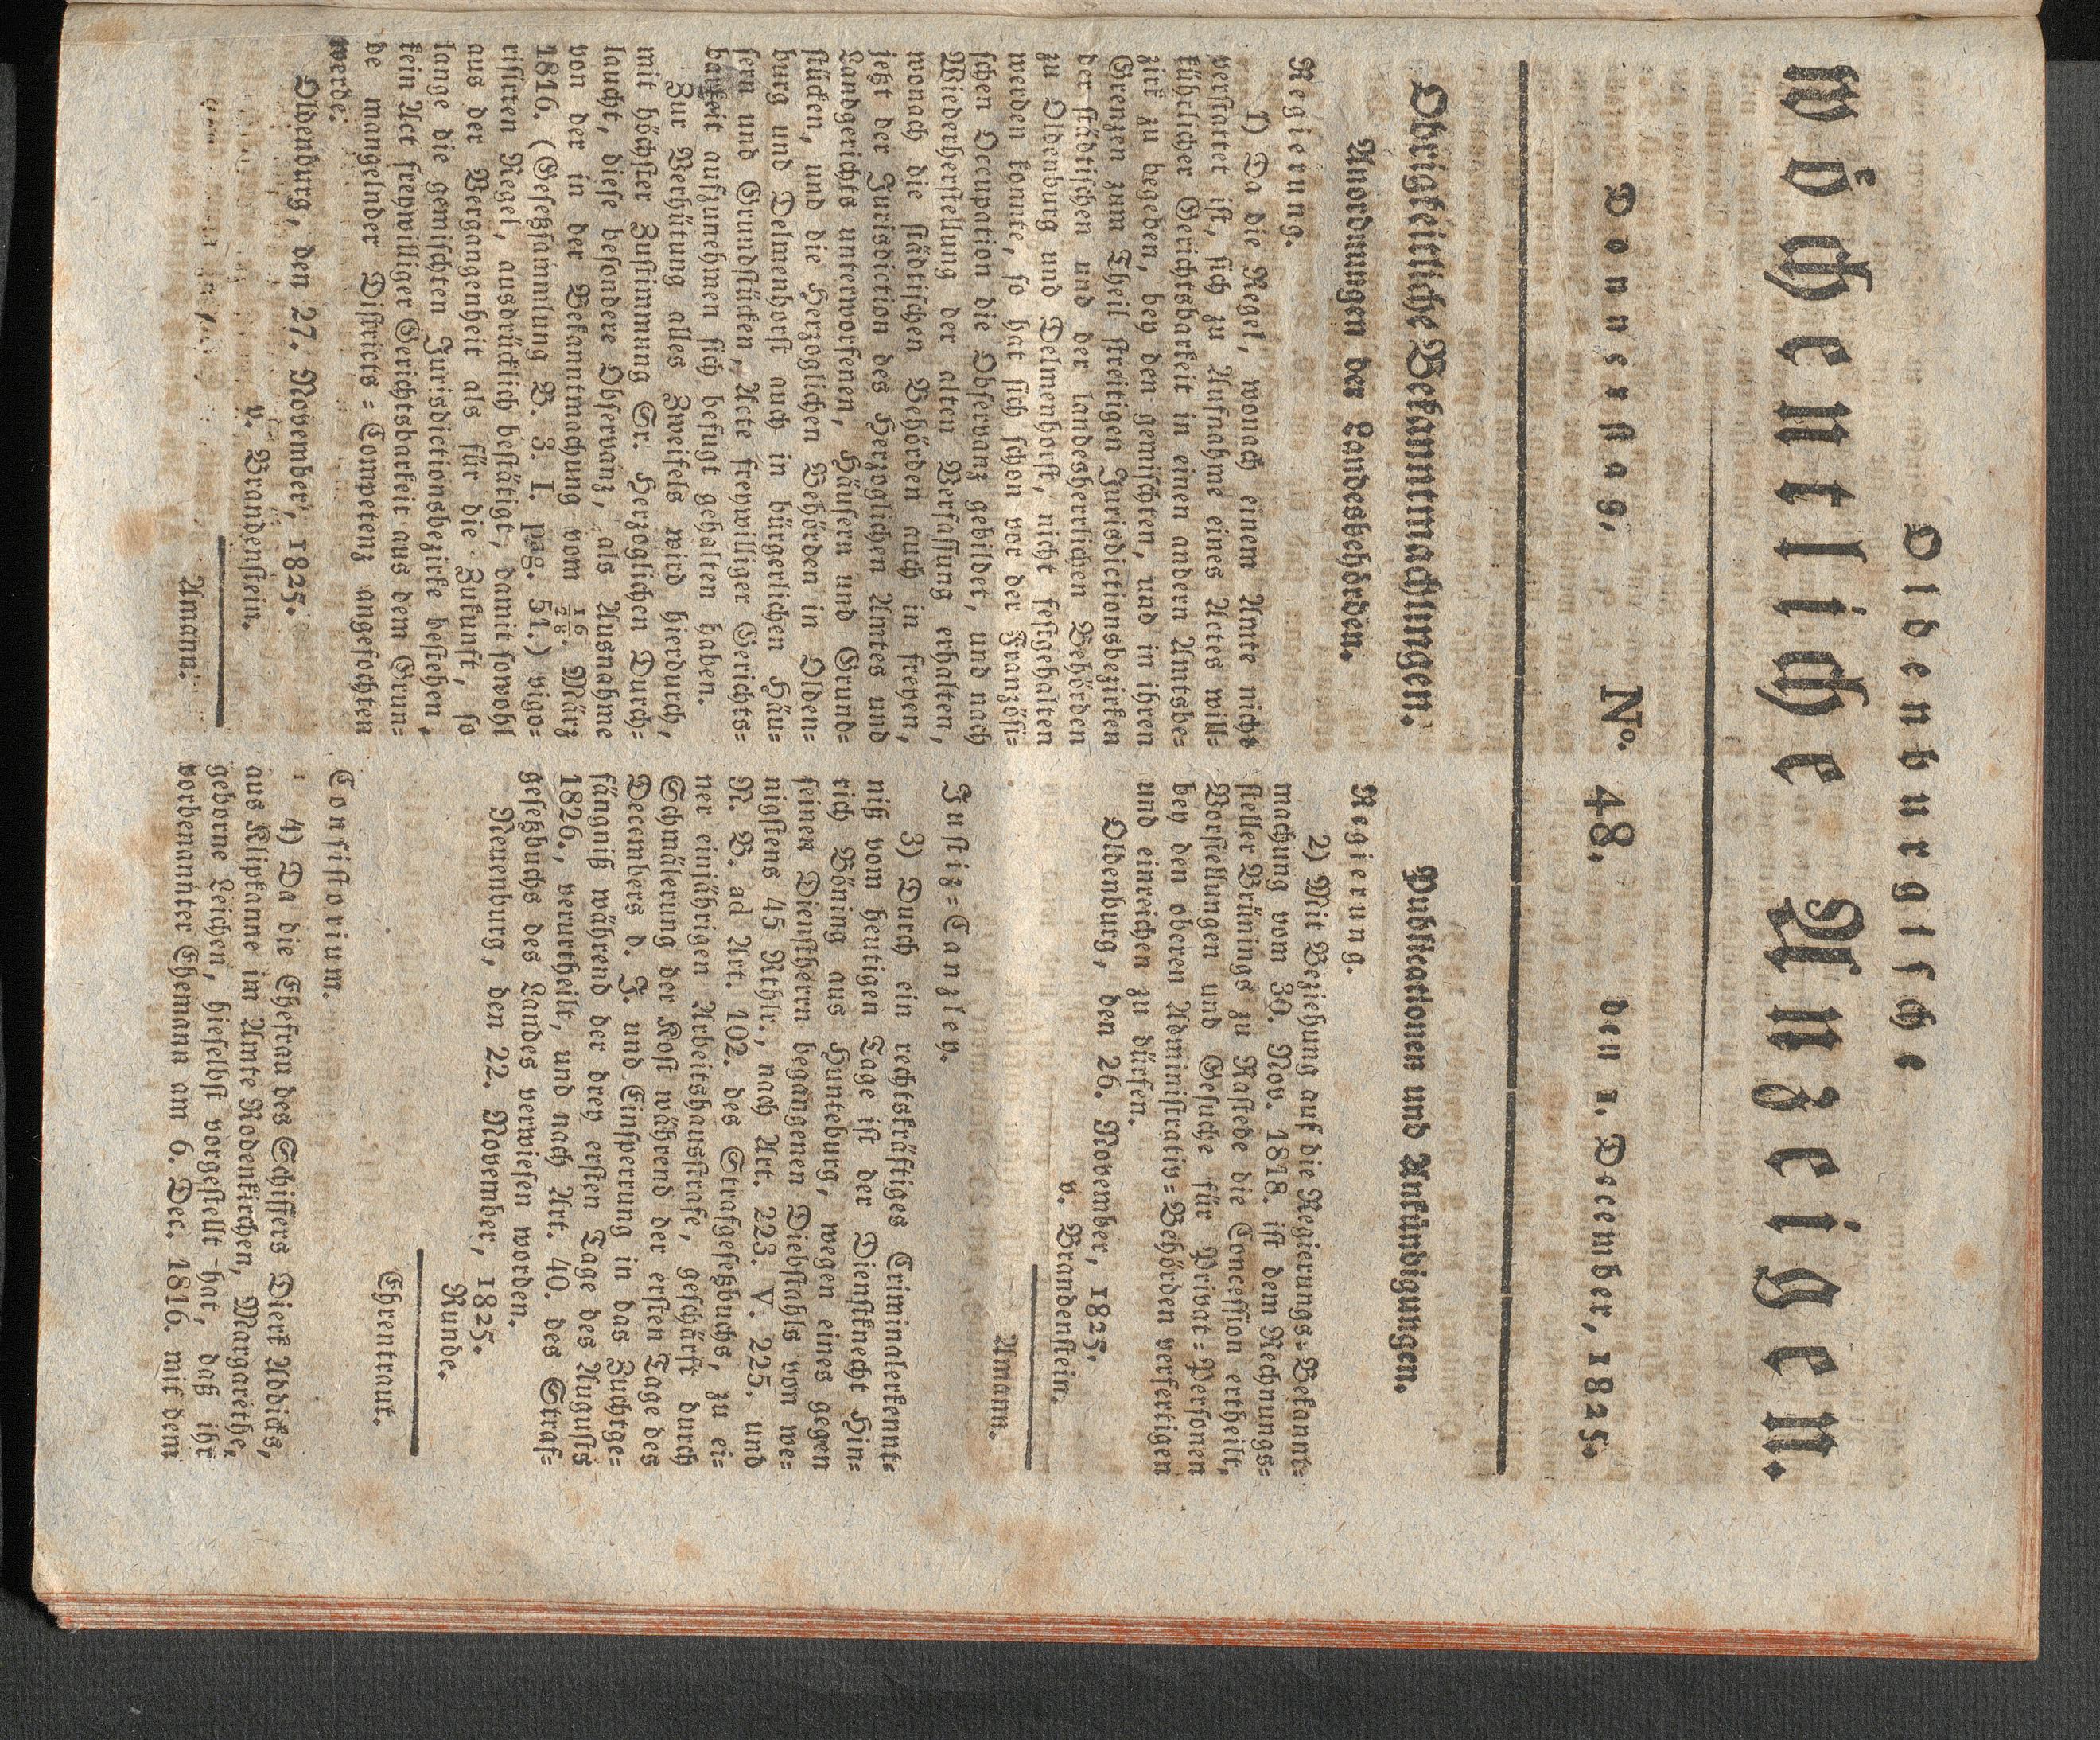 Oldenburgische
wöchentliche Anzeigen.
Donnerstag, No. 48. den 1. December, 1825.
Obrigkeitliche Bekanntmachungen.
Anordnungen der Landesbehörden.
Regierung.
1) Da die Regel, wonach einem Amte nicht
verstattet ist, sich zu Aufnahme eines Actes will=
kührlicher Gerichtsbarkeit in einen andern Amtsbe=
zirk zu begeben, bey den gemischten, und in ihren
Grenzen zum Theil streitigen Jurisdictionsbezirken
der städtischen und der landesherrlichen Behörden
zu Oldenburg und Delmenhorst, nicht festgehalten
werden konnte, so hat sich schon vor der Französi=
schen Occupation die Observanz gebildet, und nach
Wiederherstellung der alten Verfassung erhalten,
wonach die städtischen Behörden auch in freyen,
jetzt der Jurisdiction des Herzoglichen Amtes und
Landgerichts unterworfenen, Häusern und Grund=
stücken, und die Herzoglichen Behörden in Olden=
burg und Delmenhorst auch in bürgerlichen Häu=
sern und Grundstücken, Acte freywilliger Gerichts=
barkeit aufzunehmen sich befugt gehalten haben.
Zur Verhütung alles Zweifels wird hierdurch,
mit höchster Zustimmung Sr. Herzoglichen Durch=
laucht, diese besondere Observanz, als Ausnahme
von der in der Bekanntmachung vom 16/28. März
1816. (Gesetzsammlung B. 3. I. pag. 51.) vigo=
risirten Regel, ausdrücklich bestätigt, damit sowohl
aus der Vergangenheit als für die Zukunft, so
lange die gemischten Jurisdictionsbezirke bestehen,
kein Act freywilliger Gerichtsbarkeit aus dem Grun=
de mangelnder Districts=Competenz angefochten
werde.
Oldenburg, den 27. November, 1825.
v. Brandenstein.
Amann.
Publicationen und Ankündigungen.
Regierung.
2) Mit Beziehung auf die Regierungs=Bekannt=
machung vom 30. Nov. 1818. ist dem Rechnungs=
steller Brünings zu Rastede die Concession ertheilt,
Vorstellungen und Gesuche für Privat=Personen
bey den oberen Administrativ=Behörden verfertigen
und einreichen zu dürfen.
Oldenburg, den 26. November, 1825.
v. Brandenstein.
Amann.
Justiz=Canzley.
3) Durch ein rechtskräftiges Criminalerkennt=
niß vom heutigen Tage ist der Dienstknecht Hin=
rich Böning aus Hunteburg, wegen eines gegen
seinen Dienstherrn begangenen Diebstahls von we=
nigstens 45 Rthlr., nach Art. 223. V. 225. und
N. B. ad Art. 102. des Strafgesetzbuchs, zu ei=
ner einjährigen Arbeitshausstrafe, geschärft durch
Schmälerung der Kost während der ersten Tage des
Decembers d. J. und Einsperrung in das Zuchtge=
fängniß während der drey ersten Tage des Augusts
1826., verurtheilt, und nach Art. 40. des Straf=
gesetzbuchs des Landes verwiesen worden.
Neuenburg, den 22. November, 1825.
Runde.
Ehrentraut.
Consistorium.
4) Da die Ehefrau des Schiffers Dierk Addicks,
aus Klipkanne im Amte Rodenkirchen, Margarethe,
geborne Leichen, hieselbst vorgestellt hat, daß ihr
vorbenannter Ehemann am 6. Dec. 1816. mit dem